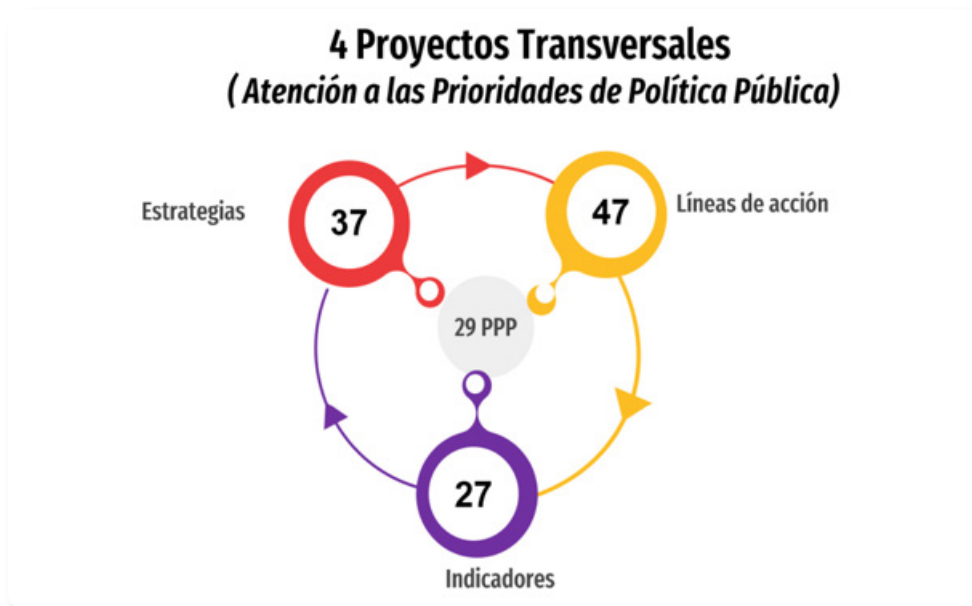 4 Proyectos Transversales
( Atención a las Prioridades de Política Pública)
Estrategias
37
47
Líneas de acción
29 PPP
27
Indicadores